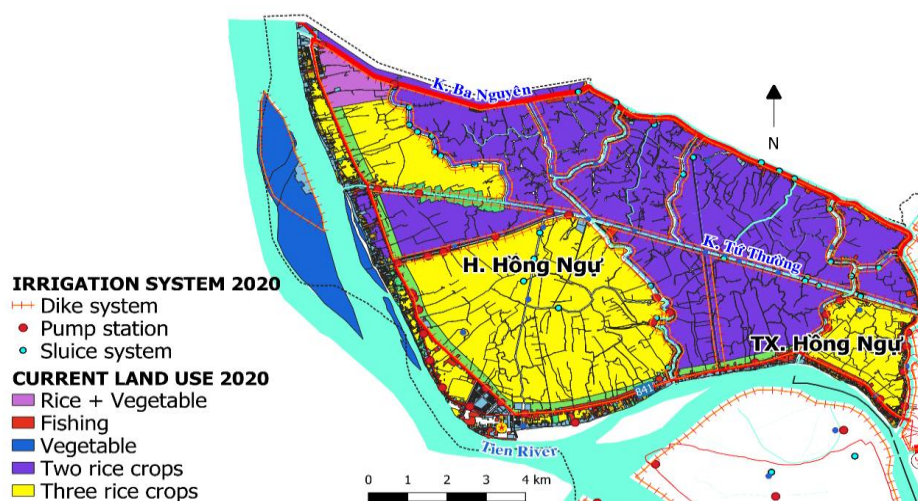 K. Ba Nguyên
N
K. Tứ Thường
H. Hồng Ngự
TX. Hồng Ngự
841
Tien River
IRRIGATION SYSTEM 2020
Dike system
Pump station
Sluice system
CURRENT LAND USE 2020
Rice + Vegetable
Fishing
Vegetable
Two rice crops
Three rice crops
0 1 2 3 4 km